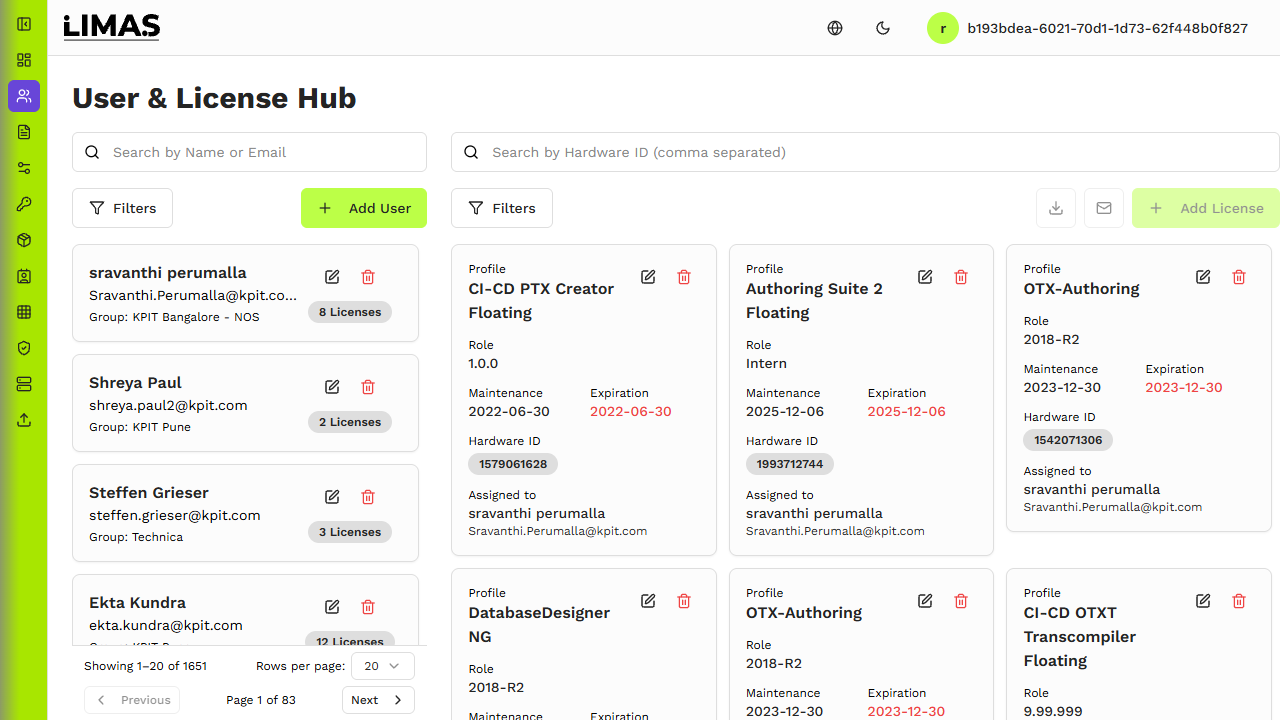 LIMAS
r
b193bdea-6021-70d1-1d73-62f448b0f827
User & License Hub
Search by Name or Email
Search by Hardware ID (comma separated)
Filters
Add User
Filters
Add License
sravanthi perumalla
Sravanthi.Perumalla@kpit.co...
Group: KPIT Bangalore - NOS
8 Licenses
Shreya Paul
shreya.paul2@kpit.com
Group: KPIT Pune
2 Licenses
Steffen Grieser
steffen.grieser@kpit.com
Group: Technica
3 Licenses
Ekta Kundra
ekta.kundra@kpit.com
12 Licenses
Showing 1–20 of 1651
Rows per page:
20
Previous
Page 1 of 83
Next
Profile
CI-CD PTX Creator
Floating
Role
1.0.0
Maintenance
Expiration
2022-06-30
2022-06-30
Hardware ID
1579061628
Assigned to
sravanthi perumalla
Sravanthi.Perumalla@kpit.com
Profile
Authoring Suite 2
Floating
Role
Intern
Maintenance
Expiration
2025-12-06
2025-12-06
Hardware ID
1993712744
Assigned to
sravanthi perumalla
Sravanthi.Perumalla@kpit.com
Profile
OTX-Authoring
Role
2018-R2
Maintenance
Expiration
2023-12-30
2023-12-30
Hardware ID
1542071306
Assigned to
sravanthi perumalla
Sravanthi.Perumalla@kpit.com
Profile
DatabaseDesigner
NG
Role
2018-R2
Maintenance
Expiration
Profile
OTX-Authoring
Role
2018-R2
Maintenance
Expiration
2023-12-30
2023-12-30
Profile
CI-CD OTXT
Transcompiler
Floating
Role
9.99.999